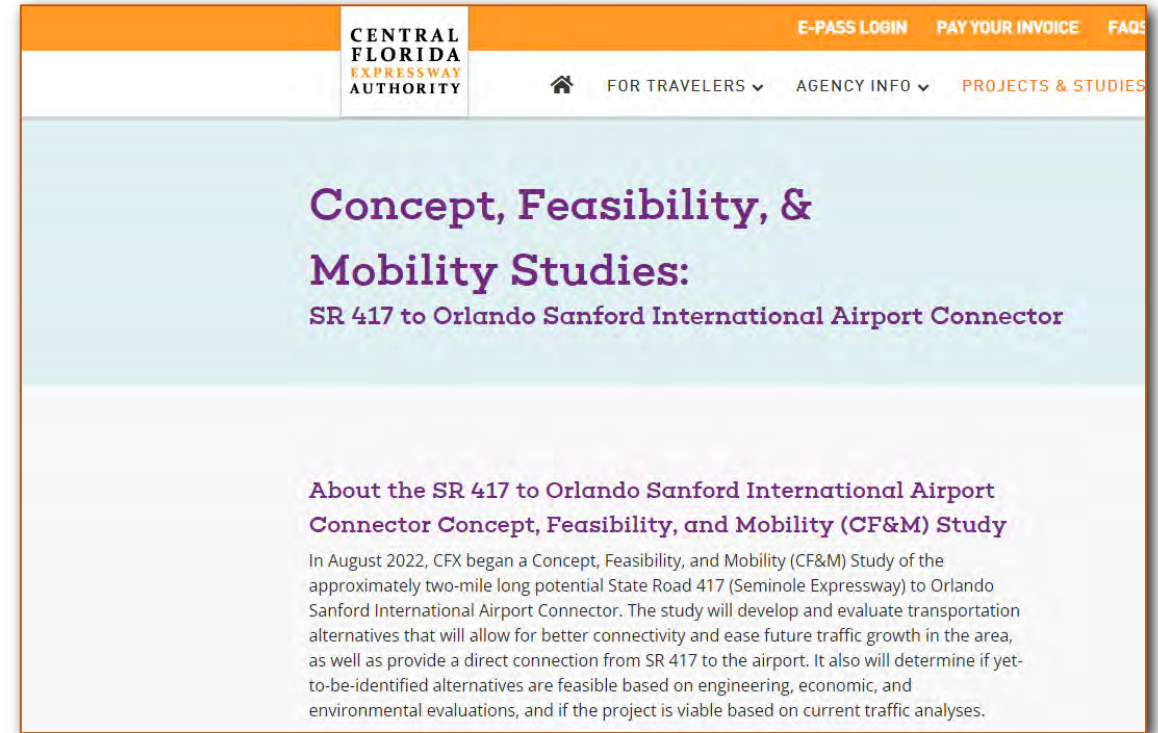 E-PASS LOGIN PAY YOUR INVOICE FAQS
CENTRAL
FLORIDA
EXPRESSWAY
AUTHORITY
FOR TRAVELERS AGENCY INFO PROJECTS & STUDIES
Concept, Feasibility, &
Mobility Studies:
SR 417 to Orlando Sanford International Airport Connector
About the SR 417 to Orlando Sanford International Airport
Connector Concept, Feasibility, and Mobility (CF&M) Study
In August 2022, CFX began a Concept, Feasibility, and Mobility (CF&M) Study of the
approximately two-mile long potential State Road 417 (Seminole Expressway) to Orlando
Sanford International Airport Connector. The study will develop and evaluate transportation
alternatives that will allow for better connectivity and ease future traffic growth in the area,
as well as provide a direct connection from SR 417 to the airport. It also will determine if yet-
to-be-identified alternatives are feasible based on engineering, economic, and
environmental evaluations, and if the project is viable based on current traffic analyses.